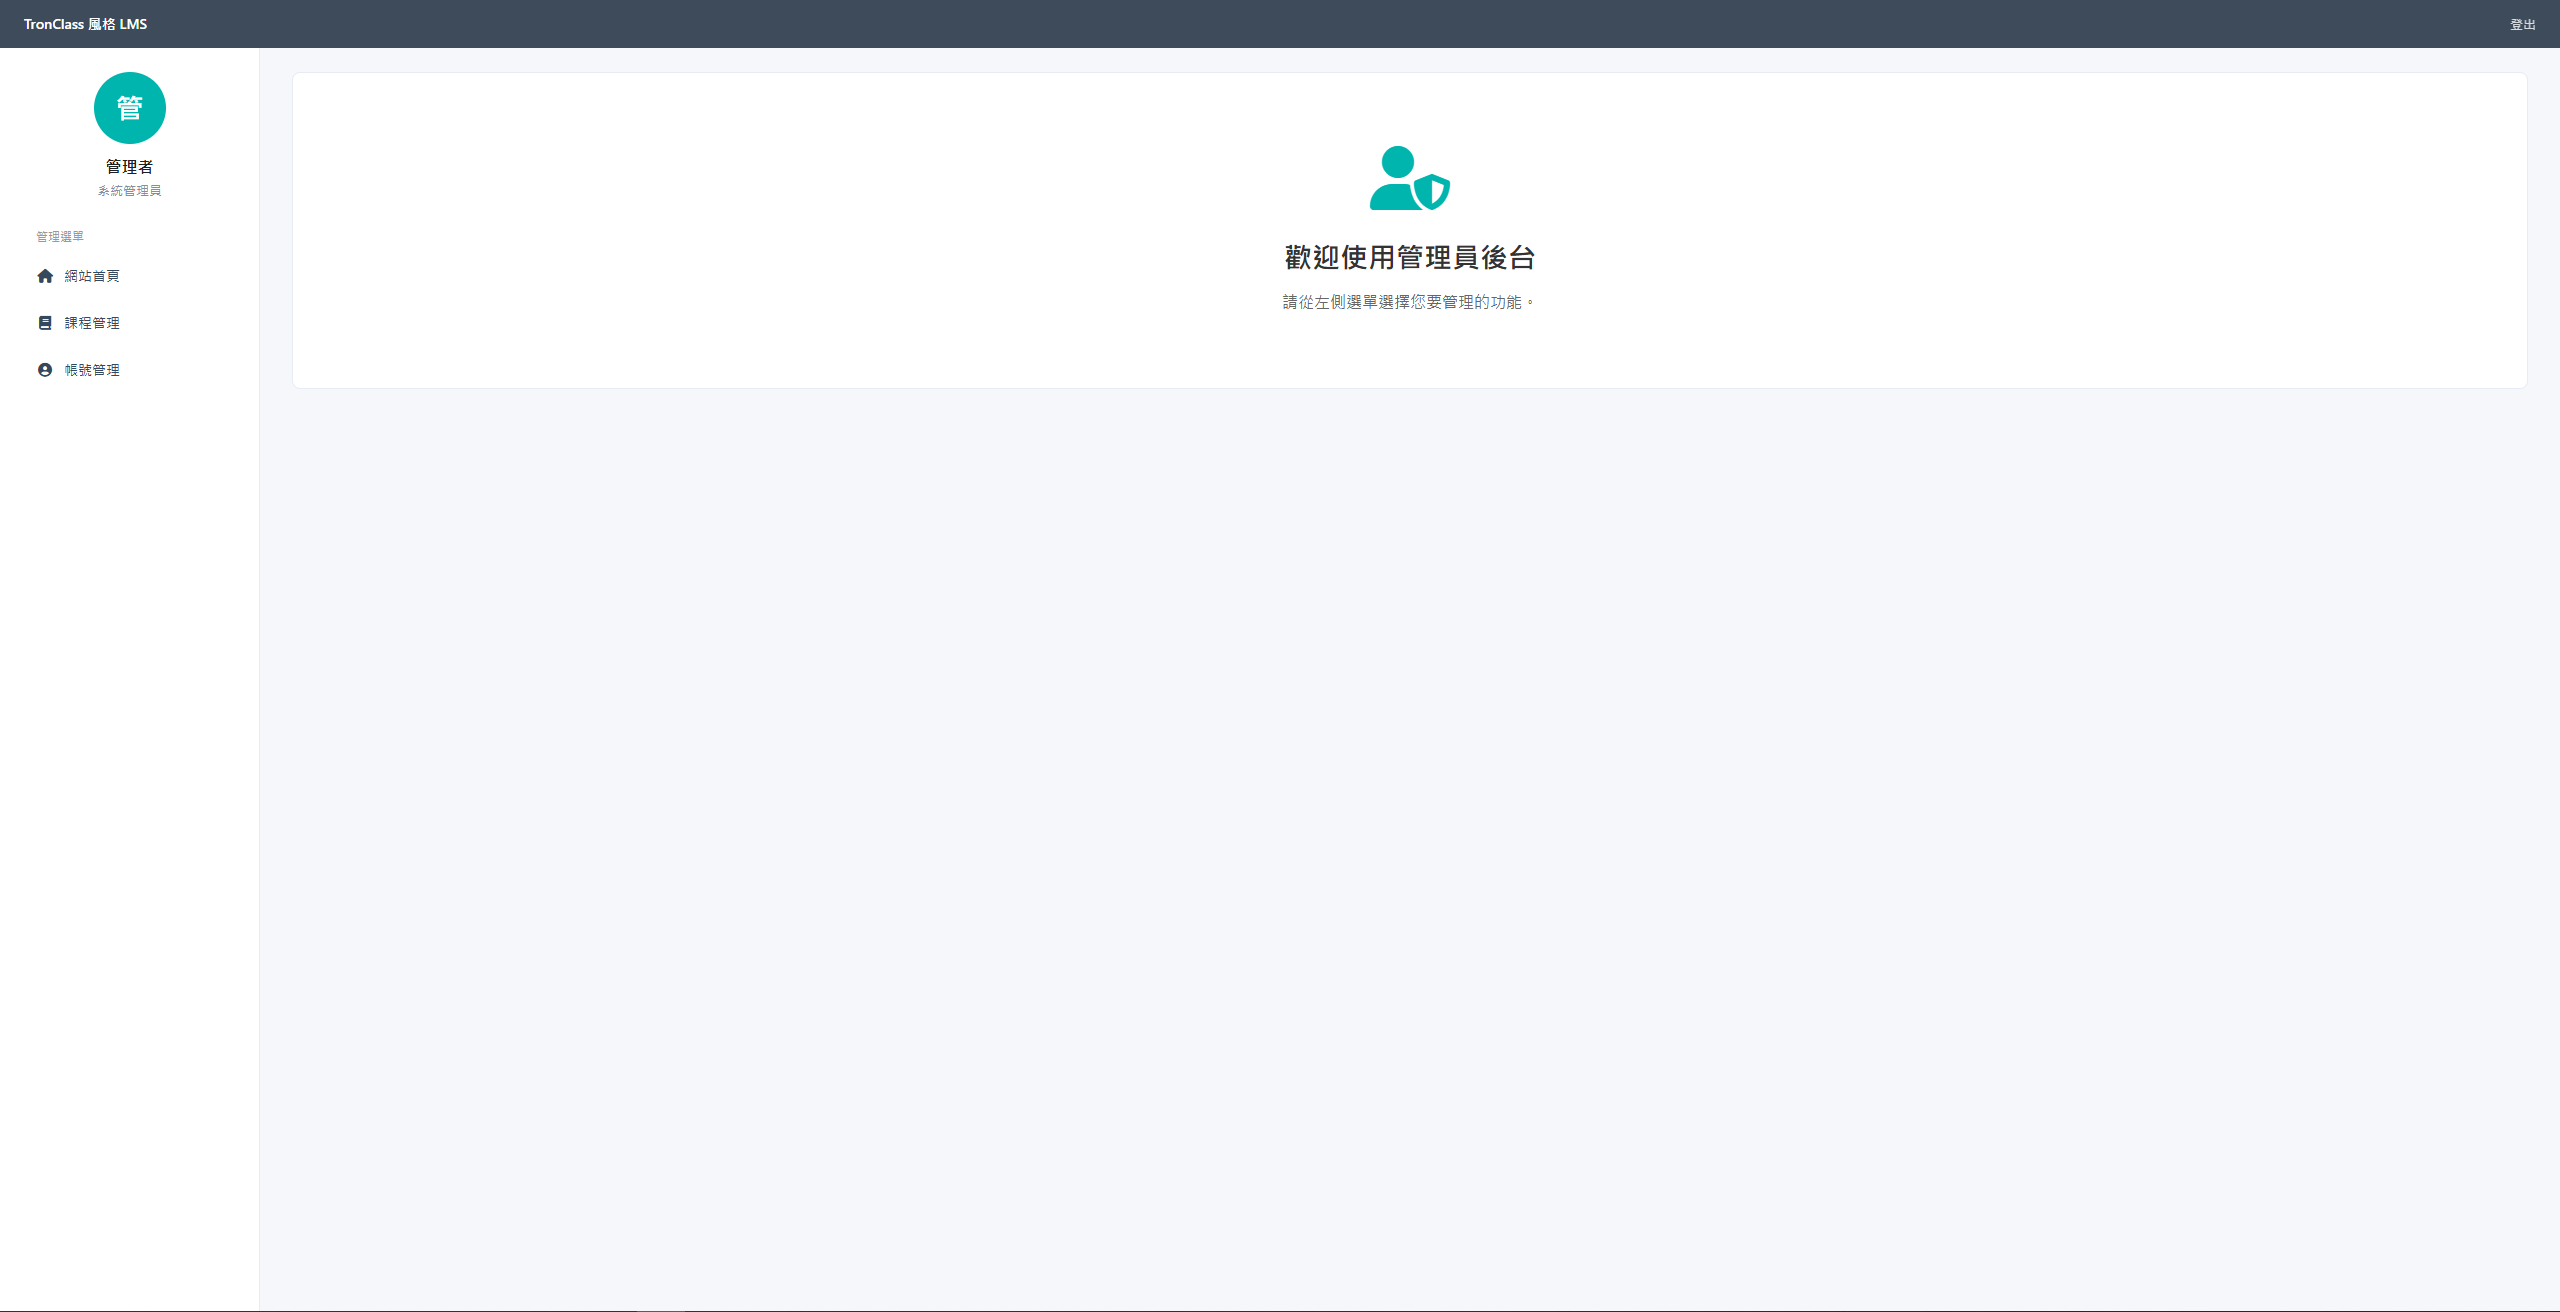 TronClass 風格 LMS
登出
管
管理者
系統管理員
管理選單
網站首頁
課程管理
帳號管理
歡迎使用管理員後台
請從左側選單選擇您要管理的功能。